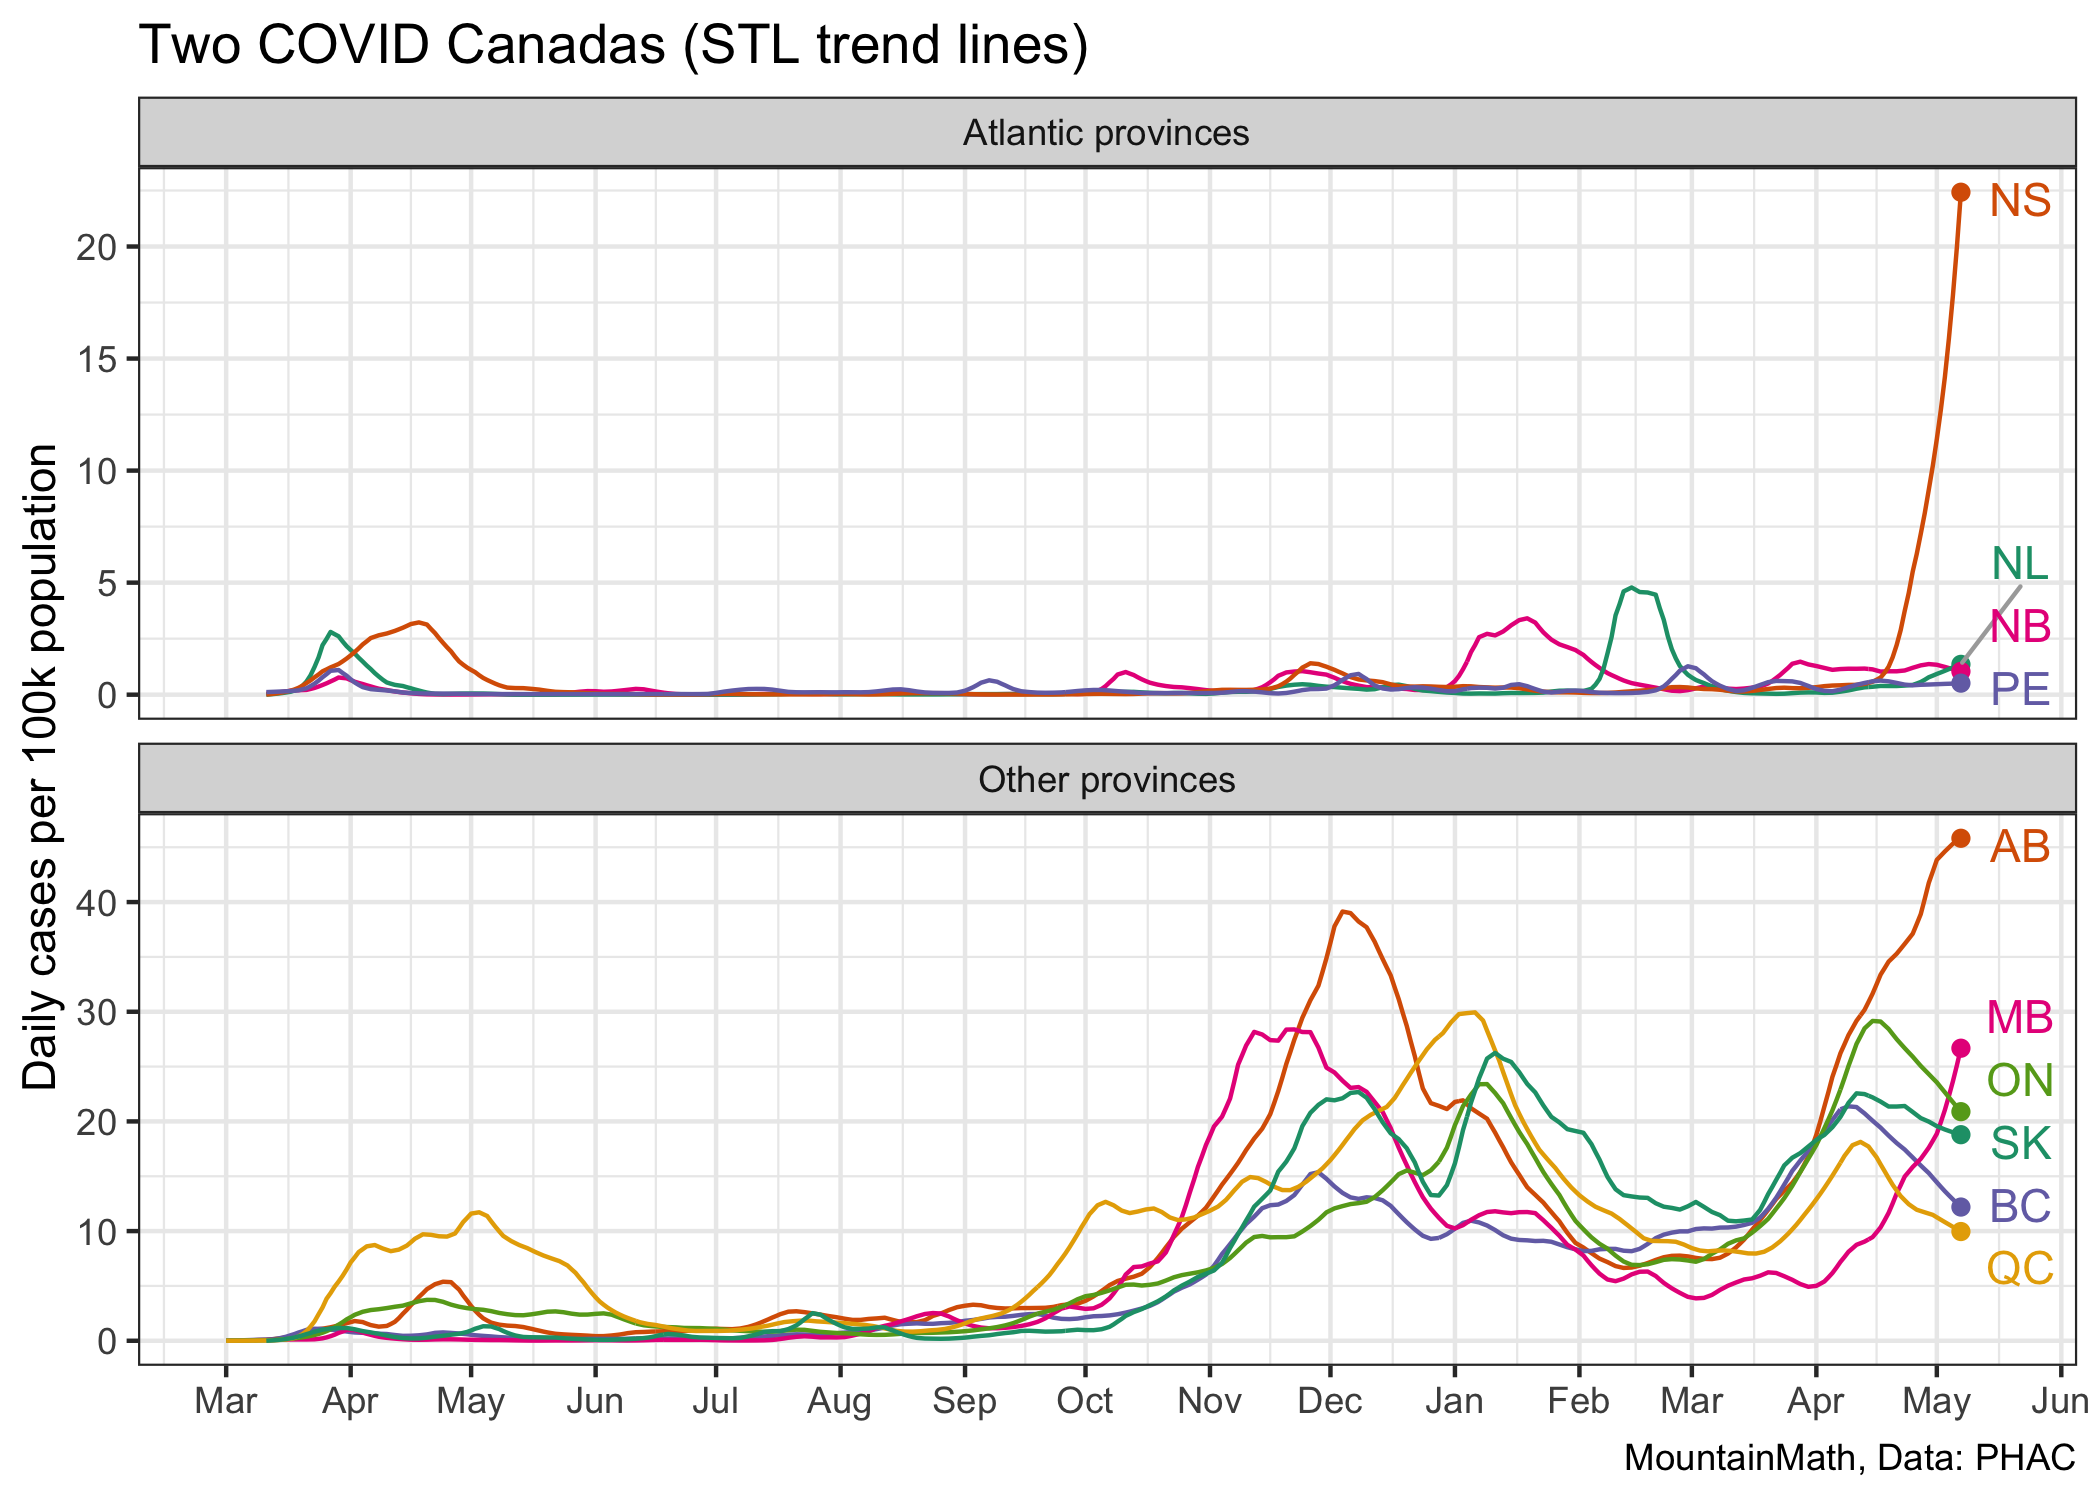 Two COVID Canadas (STL trend lines)
Atlantic provinces
20
15
10
5
0
NS
NL
NB
PE
Daily cases per 100k population
Other provinces
40
30
20
10
0
AB
MB
ON
SK
BC
QC
Mar Apr May Jun Jul Aug Sep Oct Nov Dec Jan Feb Mar Apr May Jun
MountainMath, Data: PHAC